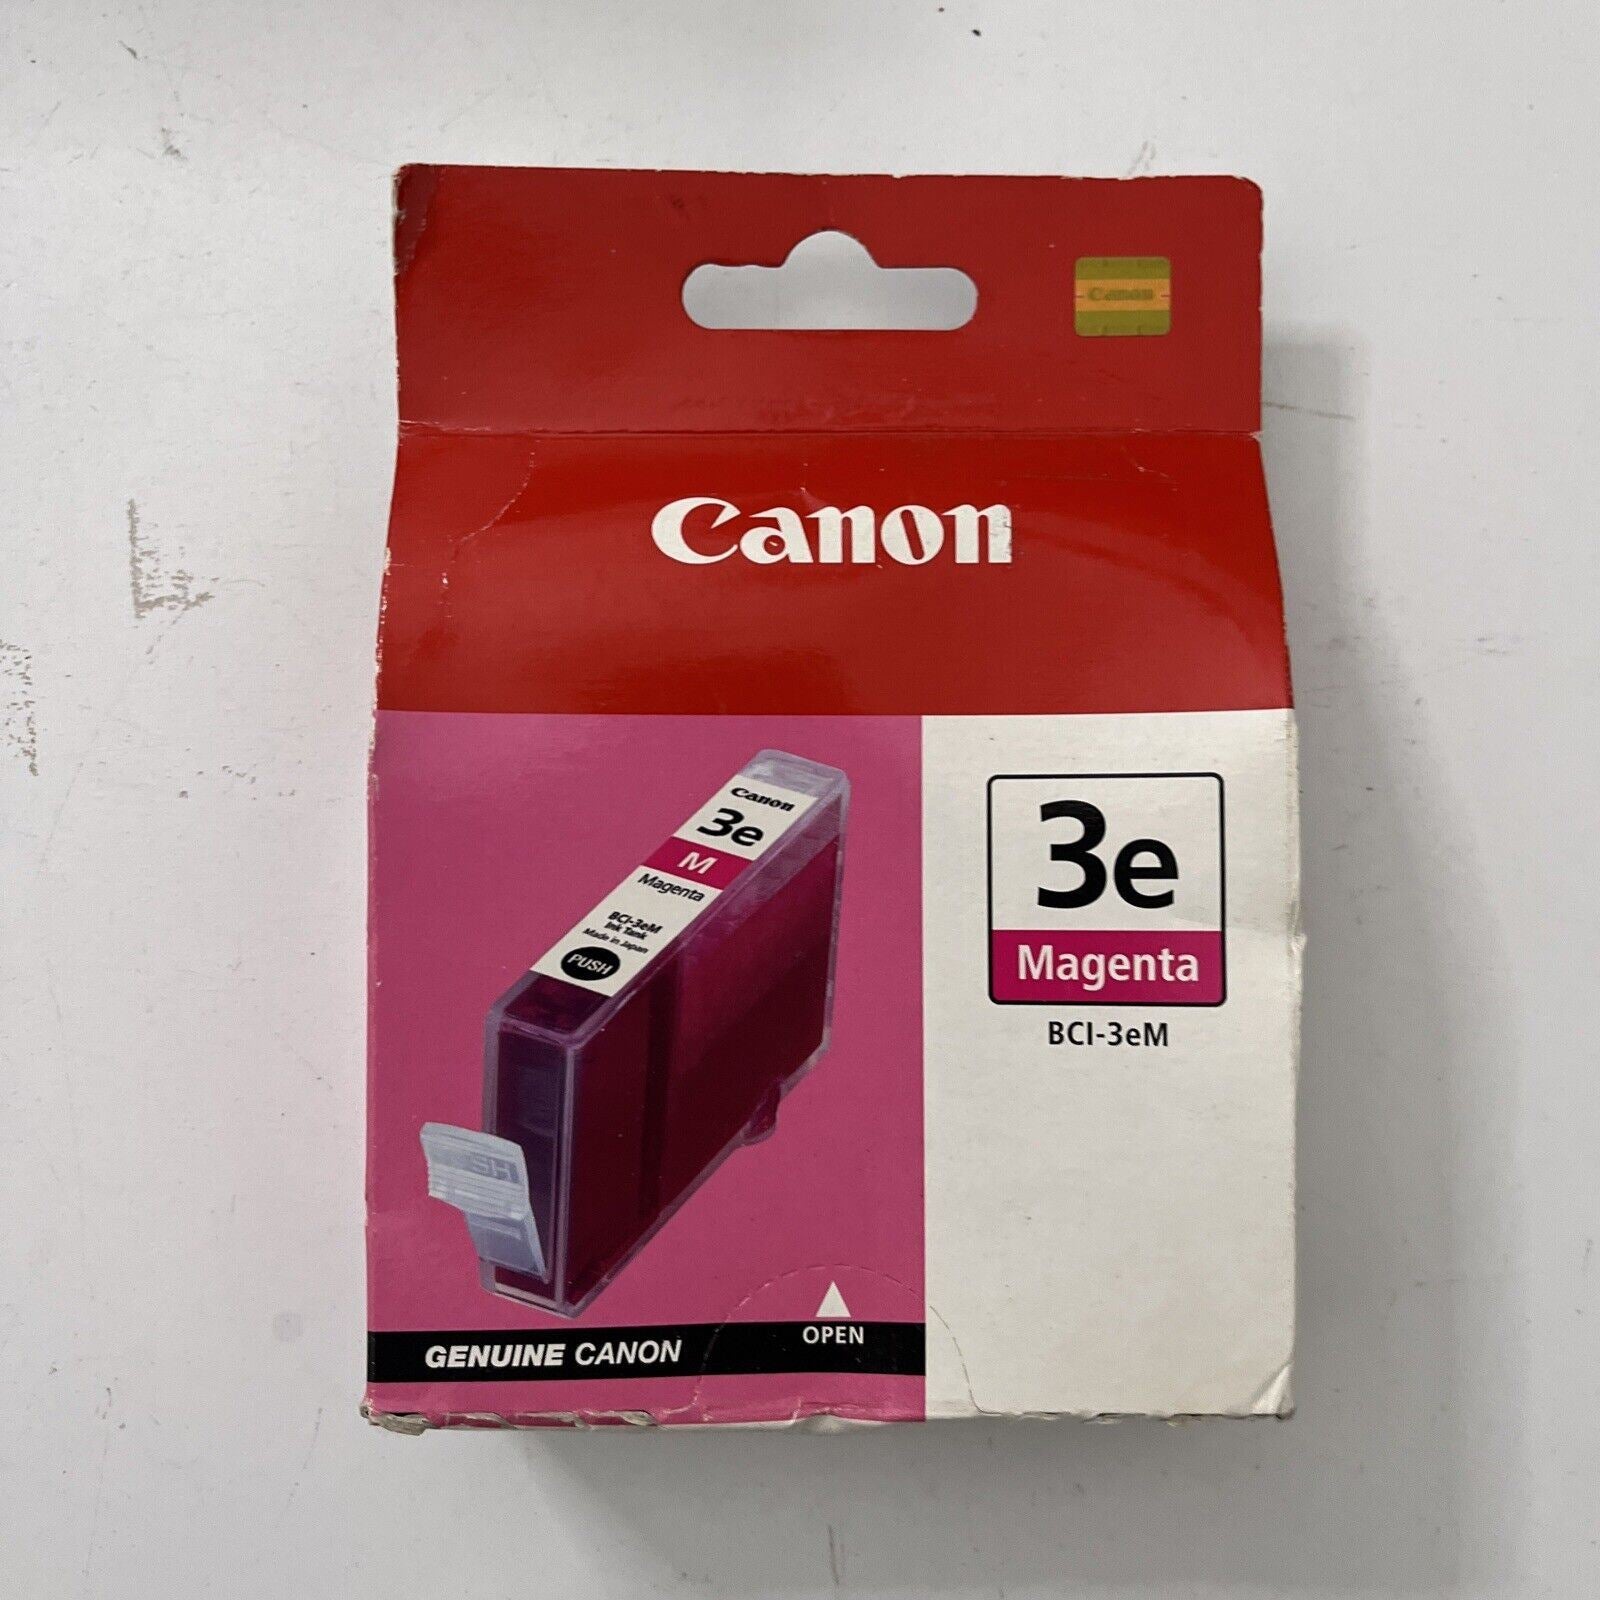 Canon
Canon
Canon
3e
M
Magenta
BCI-3eM
Ink Tank
Made in Japan
PUSH
3e
Magenta
BCI-3eM
OPEN
GENUINE CANON